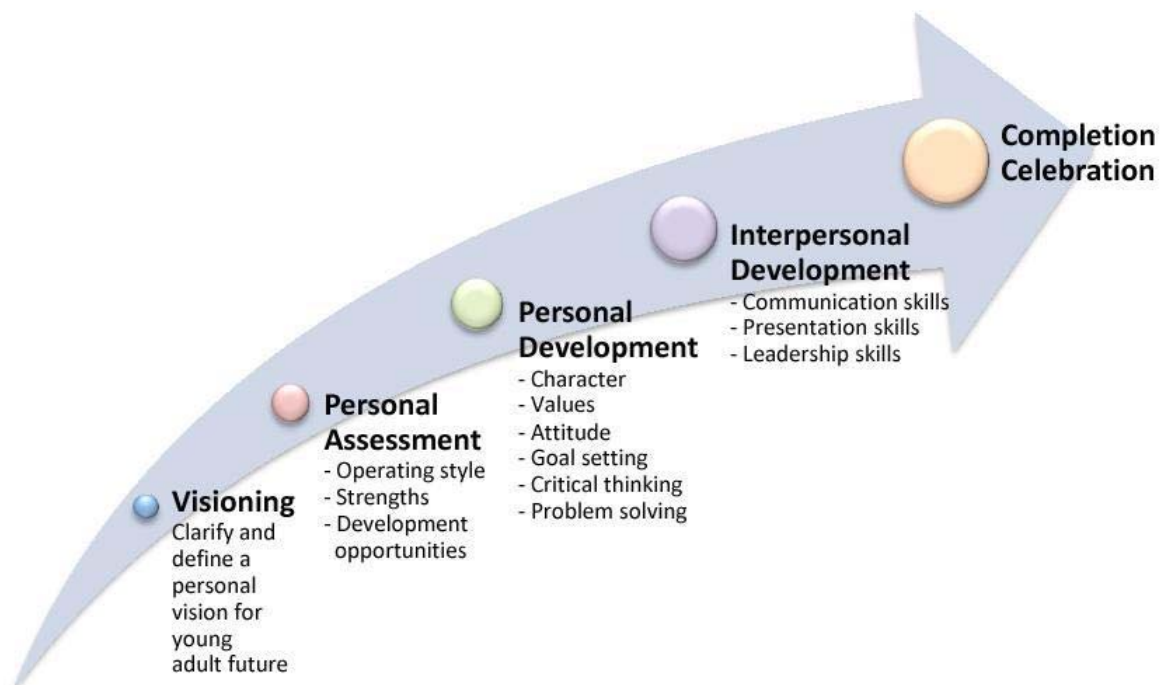 Visioning
Clarify and
define a
personal
vision for
young
adult future
Personal
Assessment
- Operating style
- Strengths
- Development
opportunities
Personal
Development
- Character
- Values
- Attitude
- Goal setting
- Critical thinking
- Problem solving
Interpersonal
Development
- Communication skills
- Presentation skills
- Leadership skills
Completion
Celebration